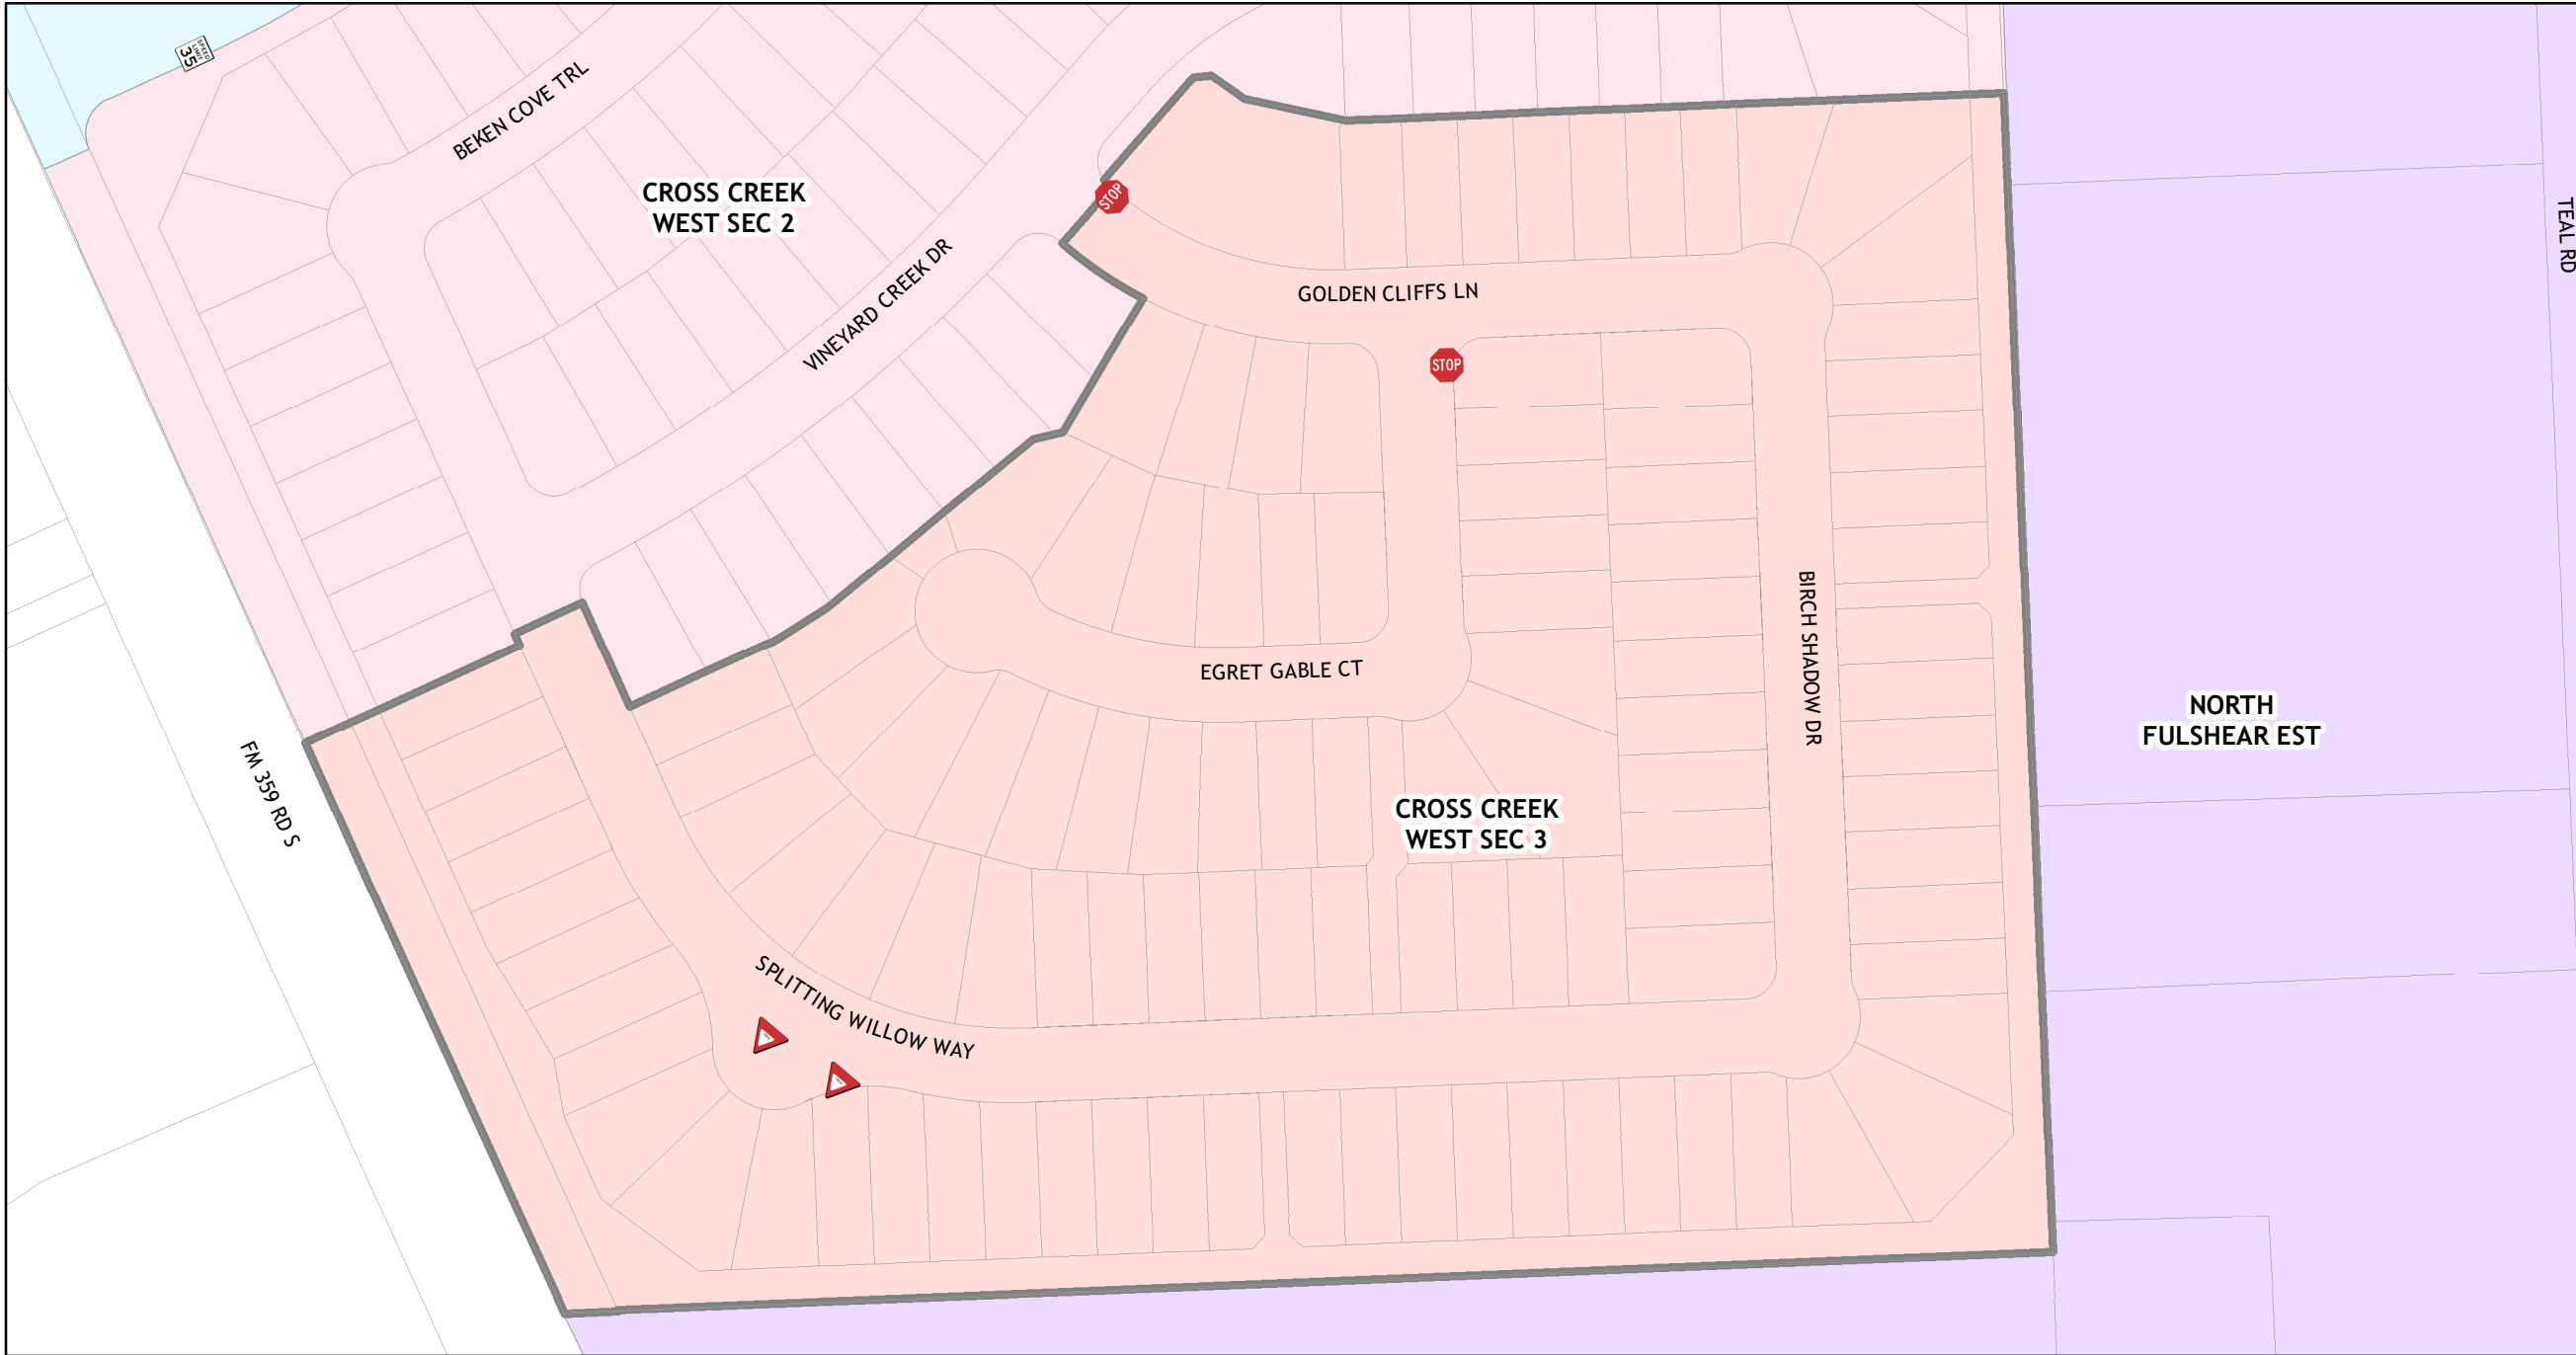 SPEED
LIMIT
35
BEKEN COVE TRL
CROSS CREEK
WEST SEC 2
STOP
TEAL RD
VINEYARD CREEK DR
GOLDEN CLIFFS LN
STOP
BIRCH SHADOW DR
EGRET GABLE CT
NORTH
FULSHEAR EST
FM 359 RD S
CROSS CREEK
WEST SEC 3
SPLITTING WILLOW WAY